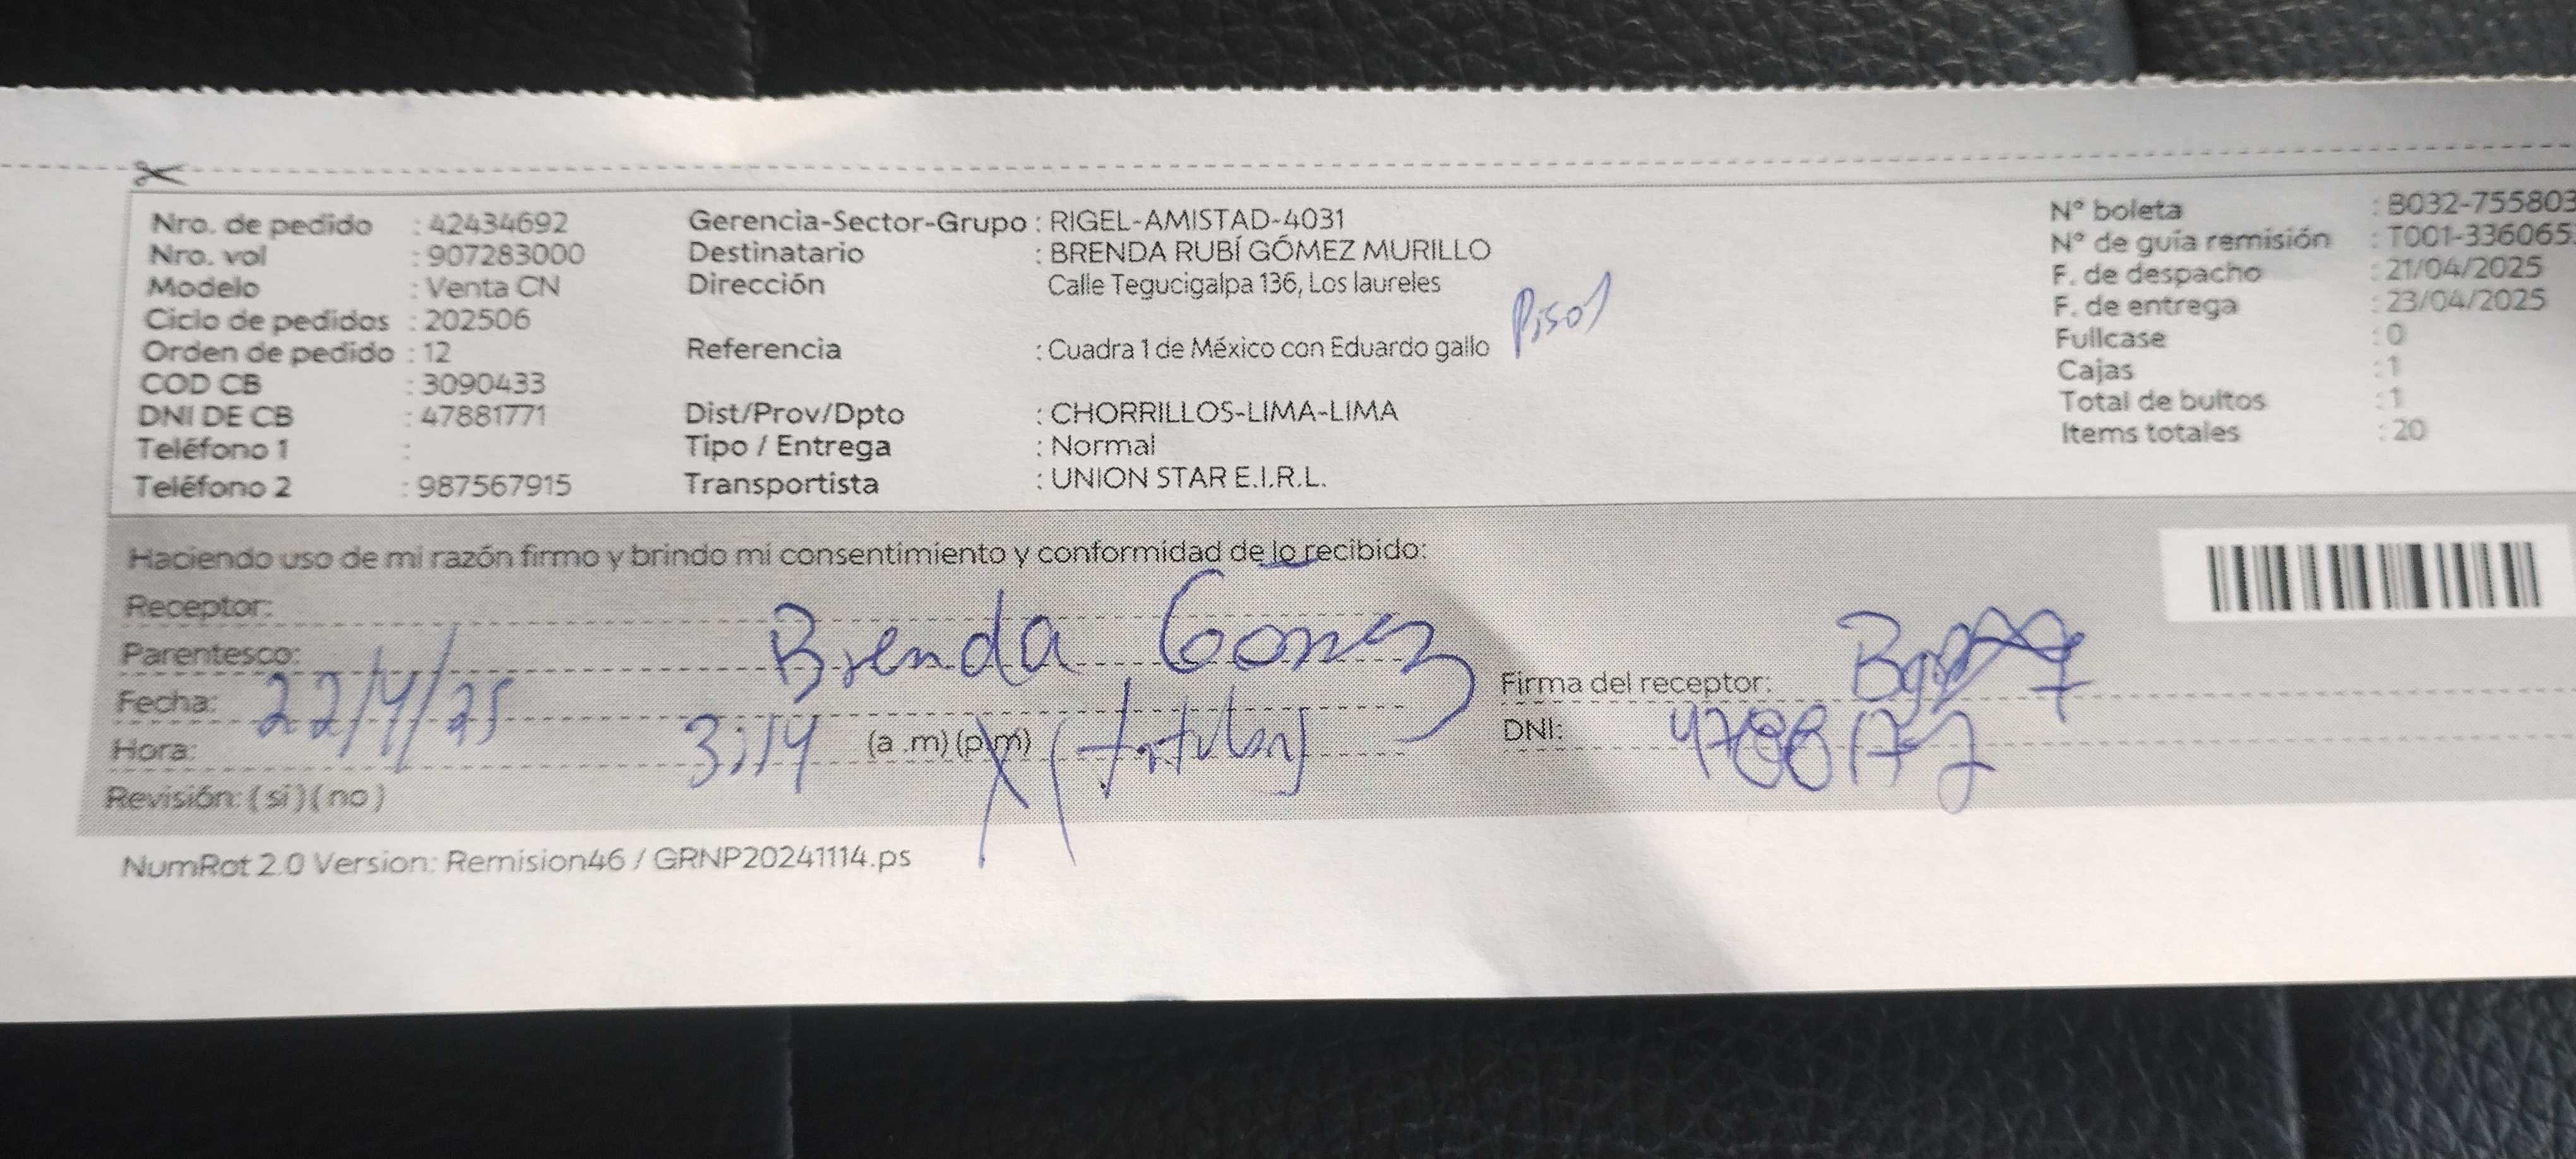 Nro. de pedido : 42434692
Nro. vol : 907283000
Modelo : Venta CN
Ciclo de pedidos : 202506
Orden de pedido : 12
COD CB : 3090433
DNI DE CB : 47881771
Teléfono 1 :
Teléfono 2 : 987567915
Gerencia-Sector-Grupo : RIGEL-AMISTAD-4031
Destinatario : BRENDA RUBÍ GÓMEZ MURILLO
Dirección Calle Tegucigalpa 136, Los laureles
Piso 1
Referencia : Cuadra 1 de México con Eduardo gallo
Dist/Prov/Dpto : CHORRILLOS-LIMA-LIMA
Tipo / Entrega : Normal
Transportista : UNION STAR E.I.R.L.
N° boleta : B032-755803
N° de guía remisión : T001-336065
F. de despacho : 21/04/2025
F. de entrega : 23/04/2025
Fullcase : 0
Cajas : 1
Total de bultos : 1
Items totales : 20
Haciendo uso de mi razón firmo y brindo mi consentimiento y conformidad de lo recibido:
Receptor: Brenda Gómez
Parentesco:
Fecha: 22/4/25
Hora: 3:14 (a .m) (p.m)
Revisión: ( si ) ( no )
Firma del receptor:
DNI:
NumRot 2.0 Version: Remision46 / GRNP20241114.ps